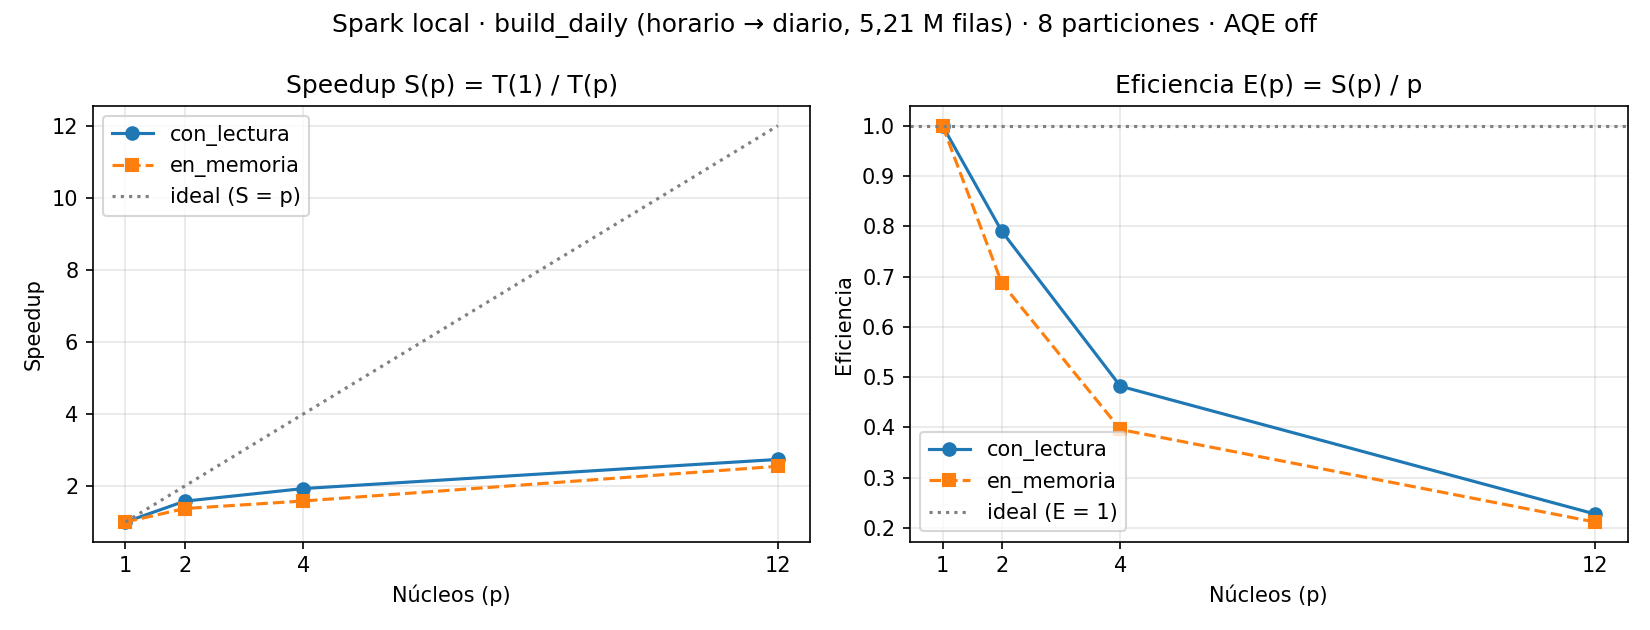 Spark local · build_daily (horario → diario, 5,21 M filas) · 8 particiones · AQE off
Speedup S(p) = T(1) / T(p)
con_lectura
en_memoria
ideal (S = p)
12
10
8
6
4
2
Speedup
1
2
4
12
Núcleos (p)
Eficiencia E(p) = S(p) / p
1.0
0.9
0.8
0.7
0.6
0.5
0.4
0.3
0.2
Eficiencia
con_lectura
en_memoria
ideal (E = 1)
1
2
4
12
Núcleos (p)